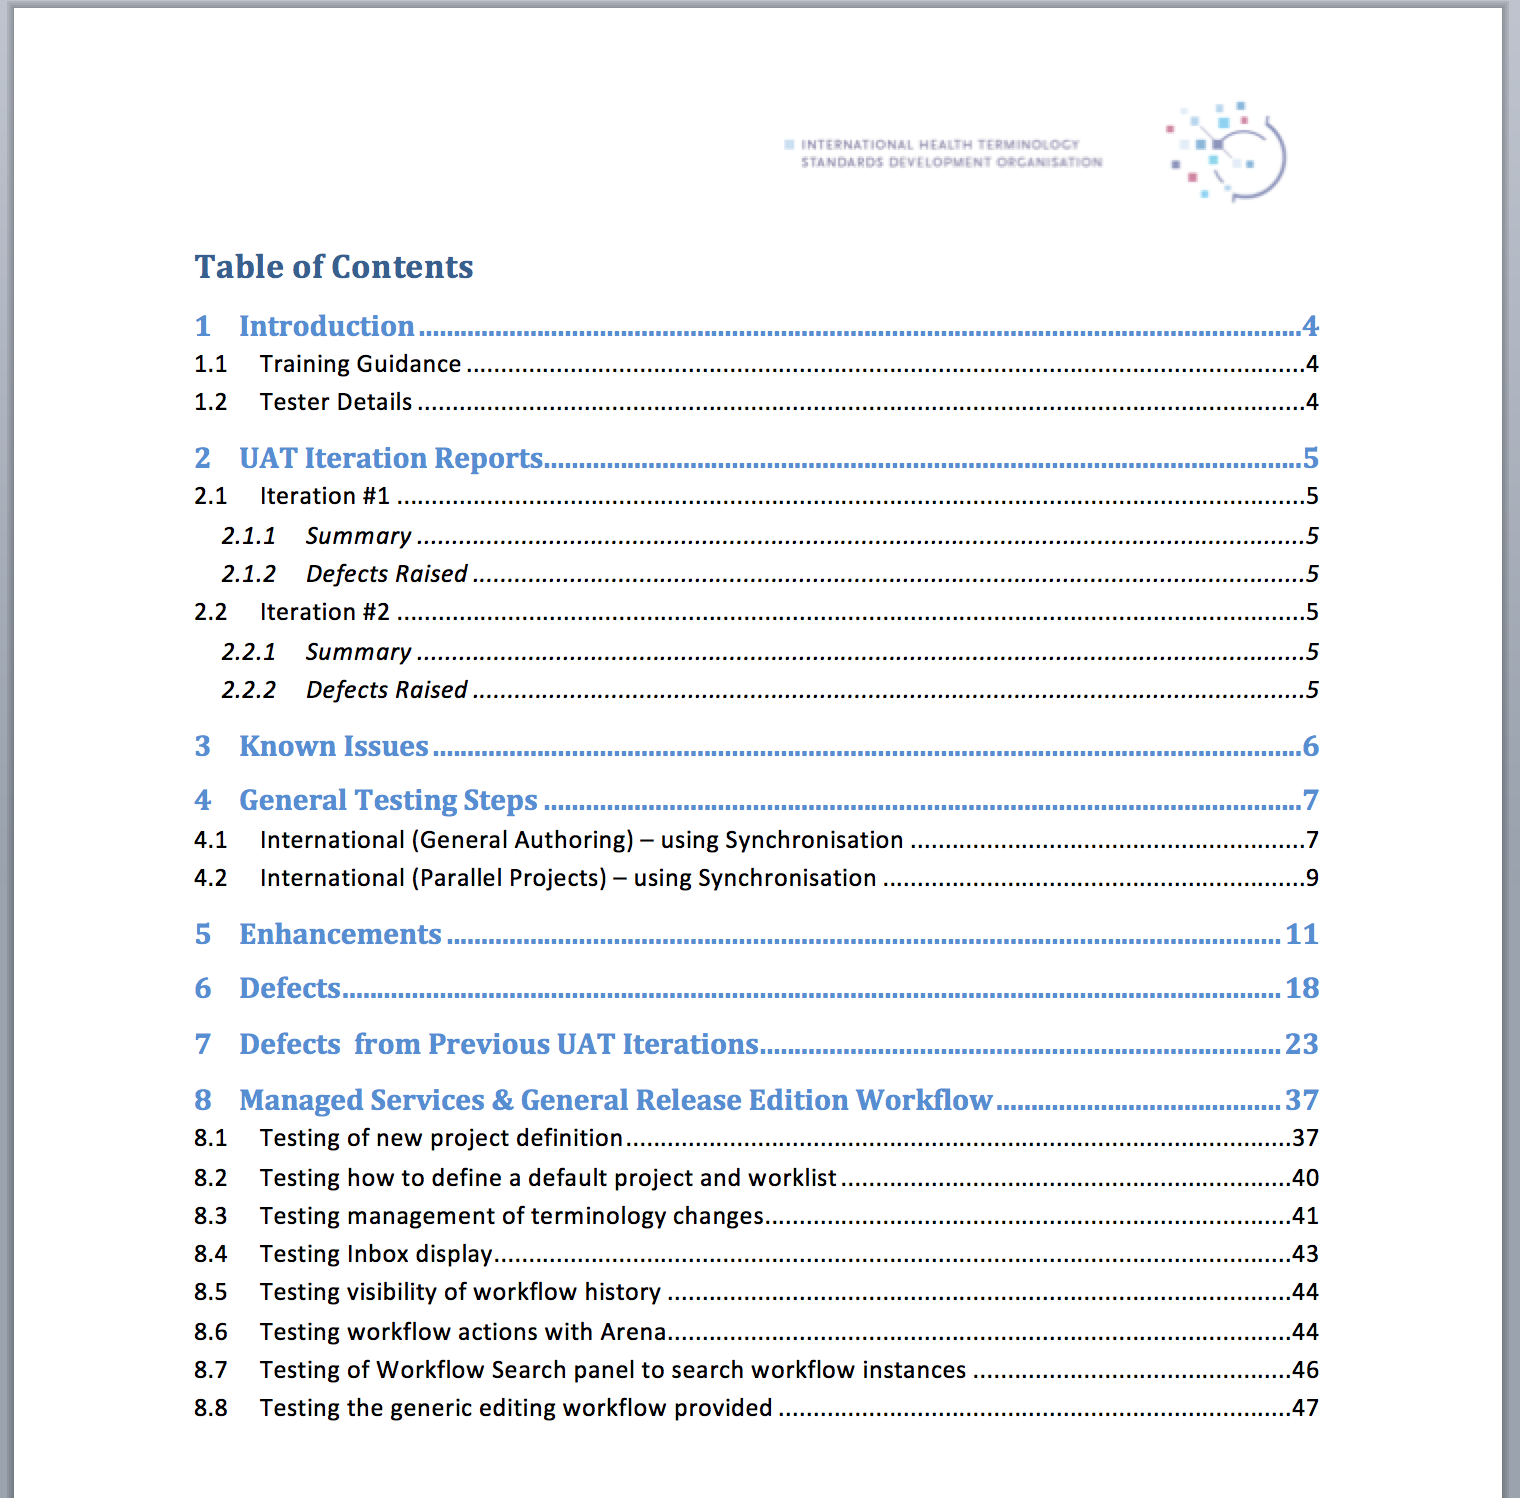 INTERNATIONAL HEALTH TERMINOLOGY
STANDARDS DEVELOPMENT ORGANISATION
Table of Contents
1 Introduction 4
1.1 Training Guidance 4
1.2 Tester Details 4
2 UAT Iteration Reports 5
2.1 Iteration #1 5
2.1.1 Summary 5
2.1.2 Defects Raised 5
2.2 Iteration #2 5
2.2.1 Summary 5
2.2.2 Defects Raised 5
3 Known Issues 6
4 General Testing Steps 7
4.1 International (General Authoring) – using Synchronisation 7
4.2 International (Parallel Projects) – using Synchronisation 9
5 Enhancements 11
6 Defects 18
7 Defects from Previous UAT Iterations 23
8 Managed Services & General Release Edition Workflow 37
8.1 Testing of new project definition 37
8.2 Testing how to define a default project and worklist 40
8.3 Testing management of terminology changes 41
8.4 Testing Inbox display 43
8.5 Testing visibility of workflow history 44
8.6 Testing workflow actions with Arena 44
8.7 Testing of Workflow Search panel to search workflow instances 46
8.8 Testing the generic editing workflow provided 47